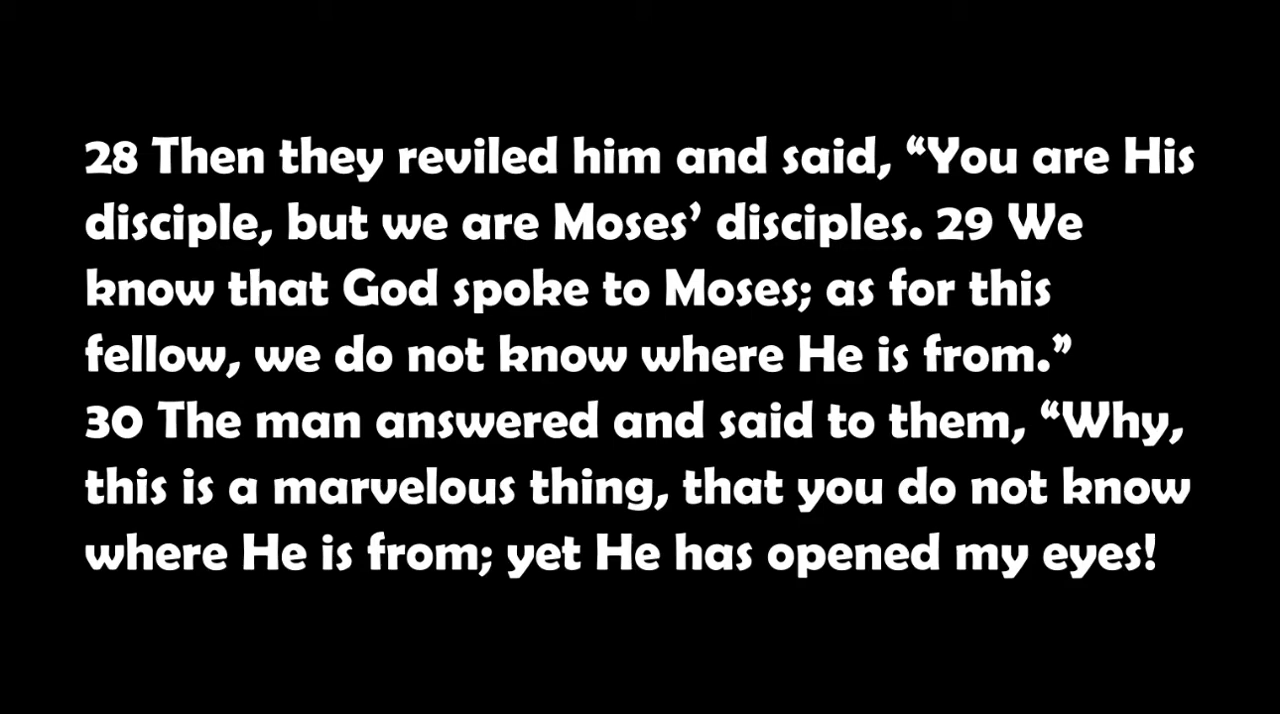 28 Then they reviled him and said, “You are His
disciple, but we are Moses’ disciples. 29 We
know that God spoke to Moses; as for this
fellow, we do not know where He is from.”
30 The man answered and said to them, “Why,
this is a marvelous thing, that you do not know
where He is from; yet He has opened my eyes!